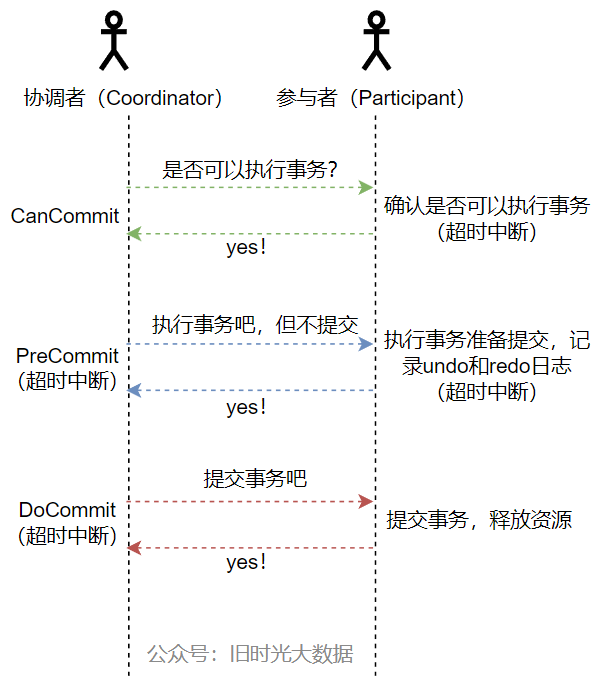 协调者（Coordinator）
参与者（Participant）
是否可以执行事务？
CanCommit
确认是否可以执行事务
（超时中断）
yes！
执行事务吧，但不提交
PreCommit
（超时中断）
执行事务准备提交，记
录undo和redo日志
（超时中断）
yes！
提交事务吧
DoCommit
（超时中断）
提交事务，释放资源
yes！
公众号：旧时光大数据